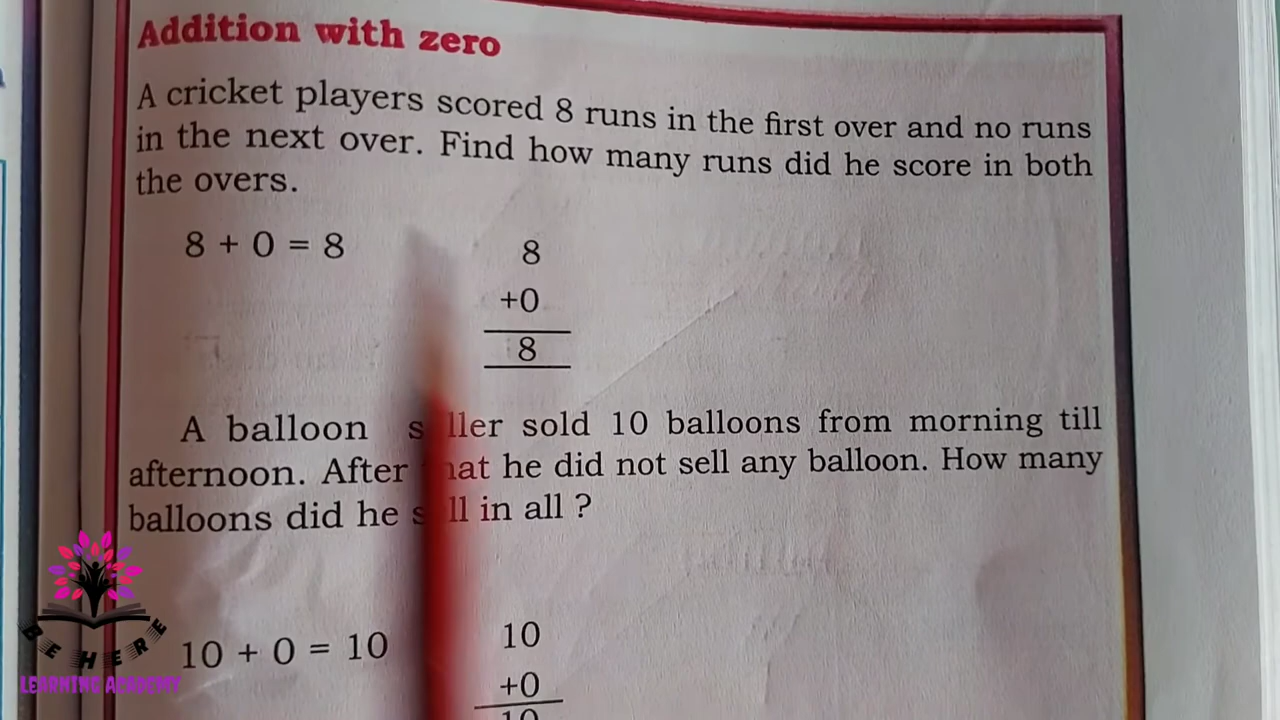 Addition with zero
A cricket players scored 8 runs in the first over and no runs
in the next over. Find how many runs did he score in both
the overs.
8 + 0 = 8
8
+0
8
A balloon ller sold 10 balloons from morning till
afternoon. After hat he did not sell any balloon. How many
balloons did he s ll in all ?
10 + 0 = 10
10
+0
10
BE HERE
LEARNING ACADEMY